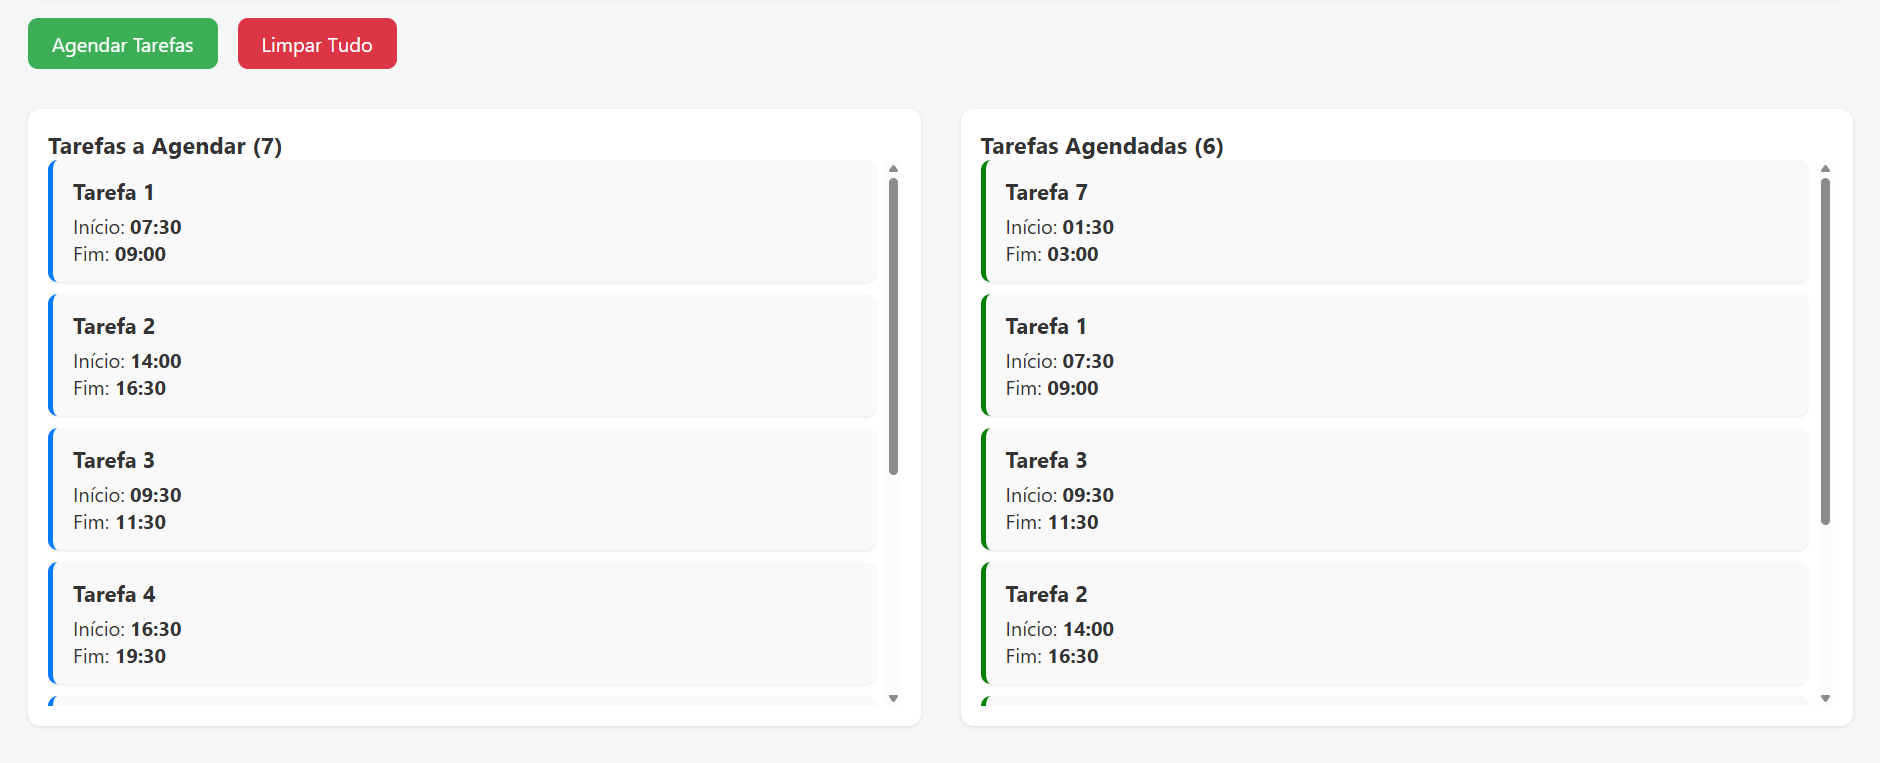 Agendar Tarefas
Limpar Tudo
Tarefas a Agendar (7)
Tarefa 1
Início: 07:30
Fim: 09:00
Tarefa 2
Início: 14:00
Fim: 16:30
Tarefa 3
Início: 09:30
Fim: 11:30
Tarefa 4
Início: 16:30
Fim: 19:30
Tarefas Agendadas (6)
Tarefa 7
Início: 01:30
Fim: 03:00
Tarefa 1
Início: 07:30
Fim: 09:00
Tarefa 3
Início: 09:30
Fim: 11:30
Tarefa 2
Início: 14:00
Fim: 16:30